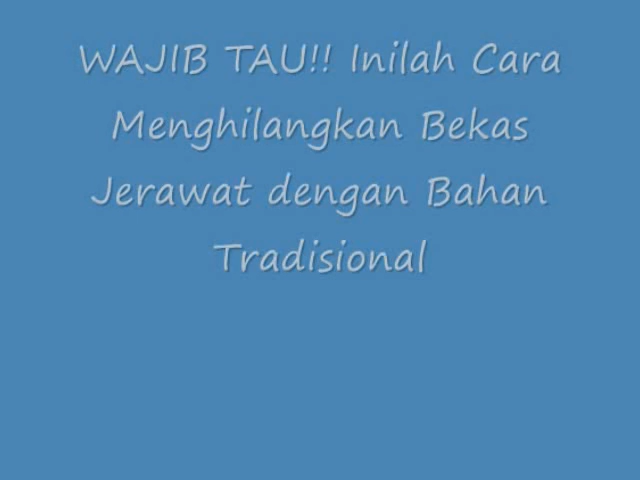 WAJIB TAU!! Inilah Cara
Menghilangkan Bekas
Jerawat dengan Bahan
Tradisional